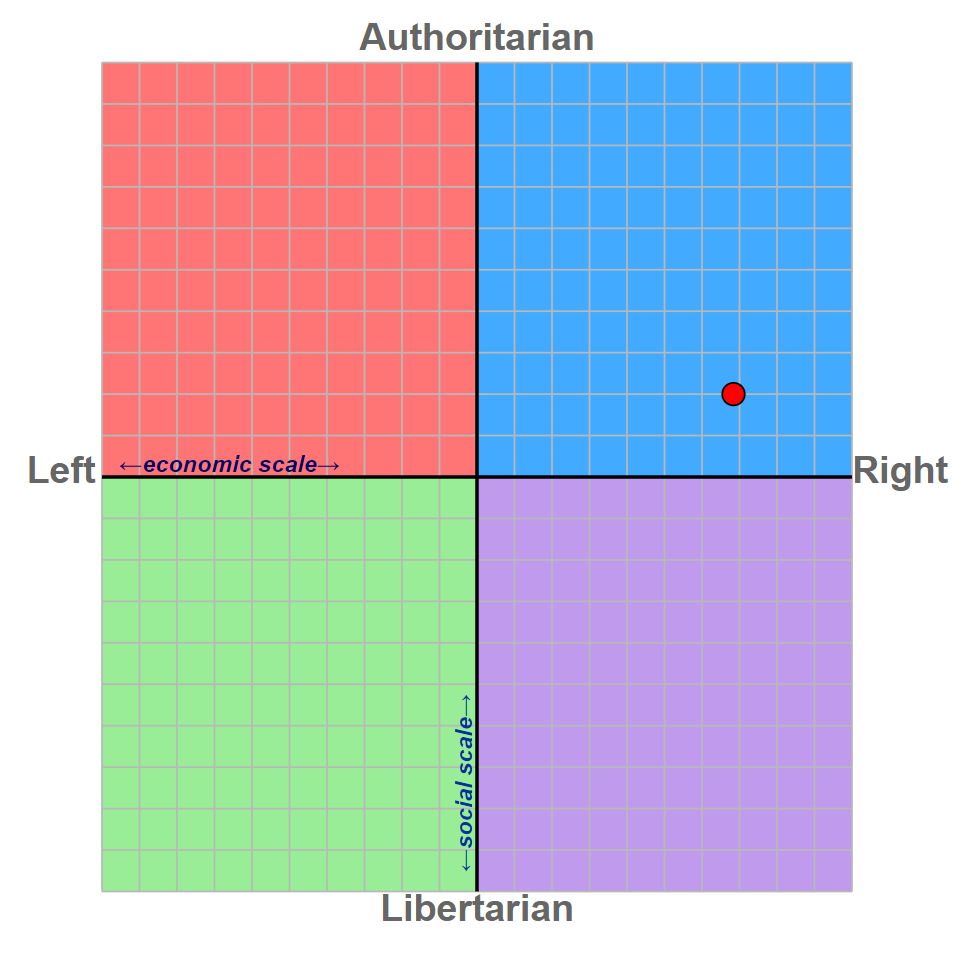 Authoritarian
←economic scale→
Left
Right
←social scale→
Libertarian